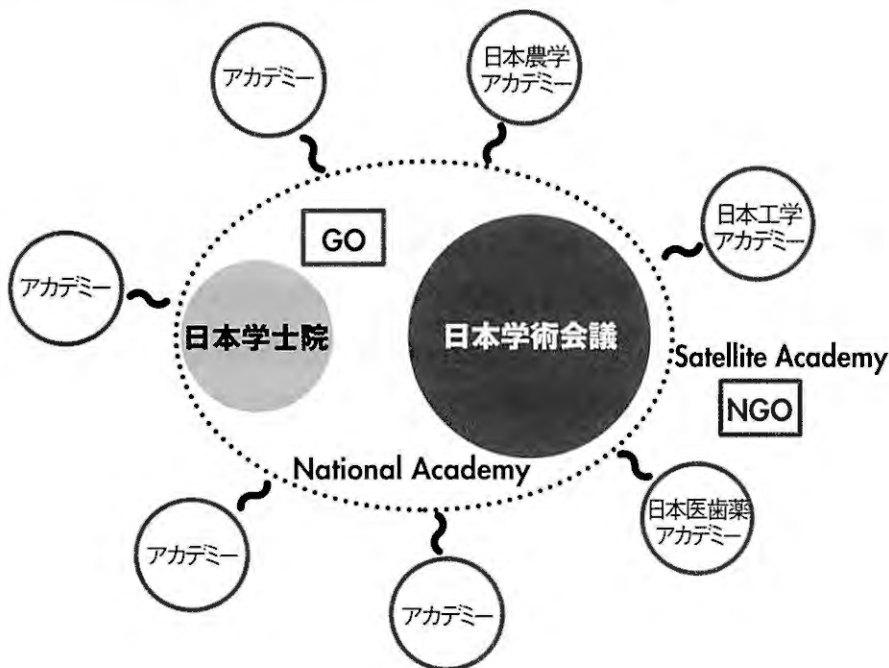 アカデミー
日本農学
アカデミー
日本工学
アカデミー
GO
アカデミー
日本学士院
日本学術会議
Satellite Academy
NGO
National Academy
日本医歯薬
アカデミー
アカデミー
アカデミー